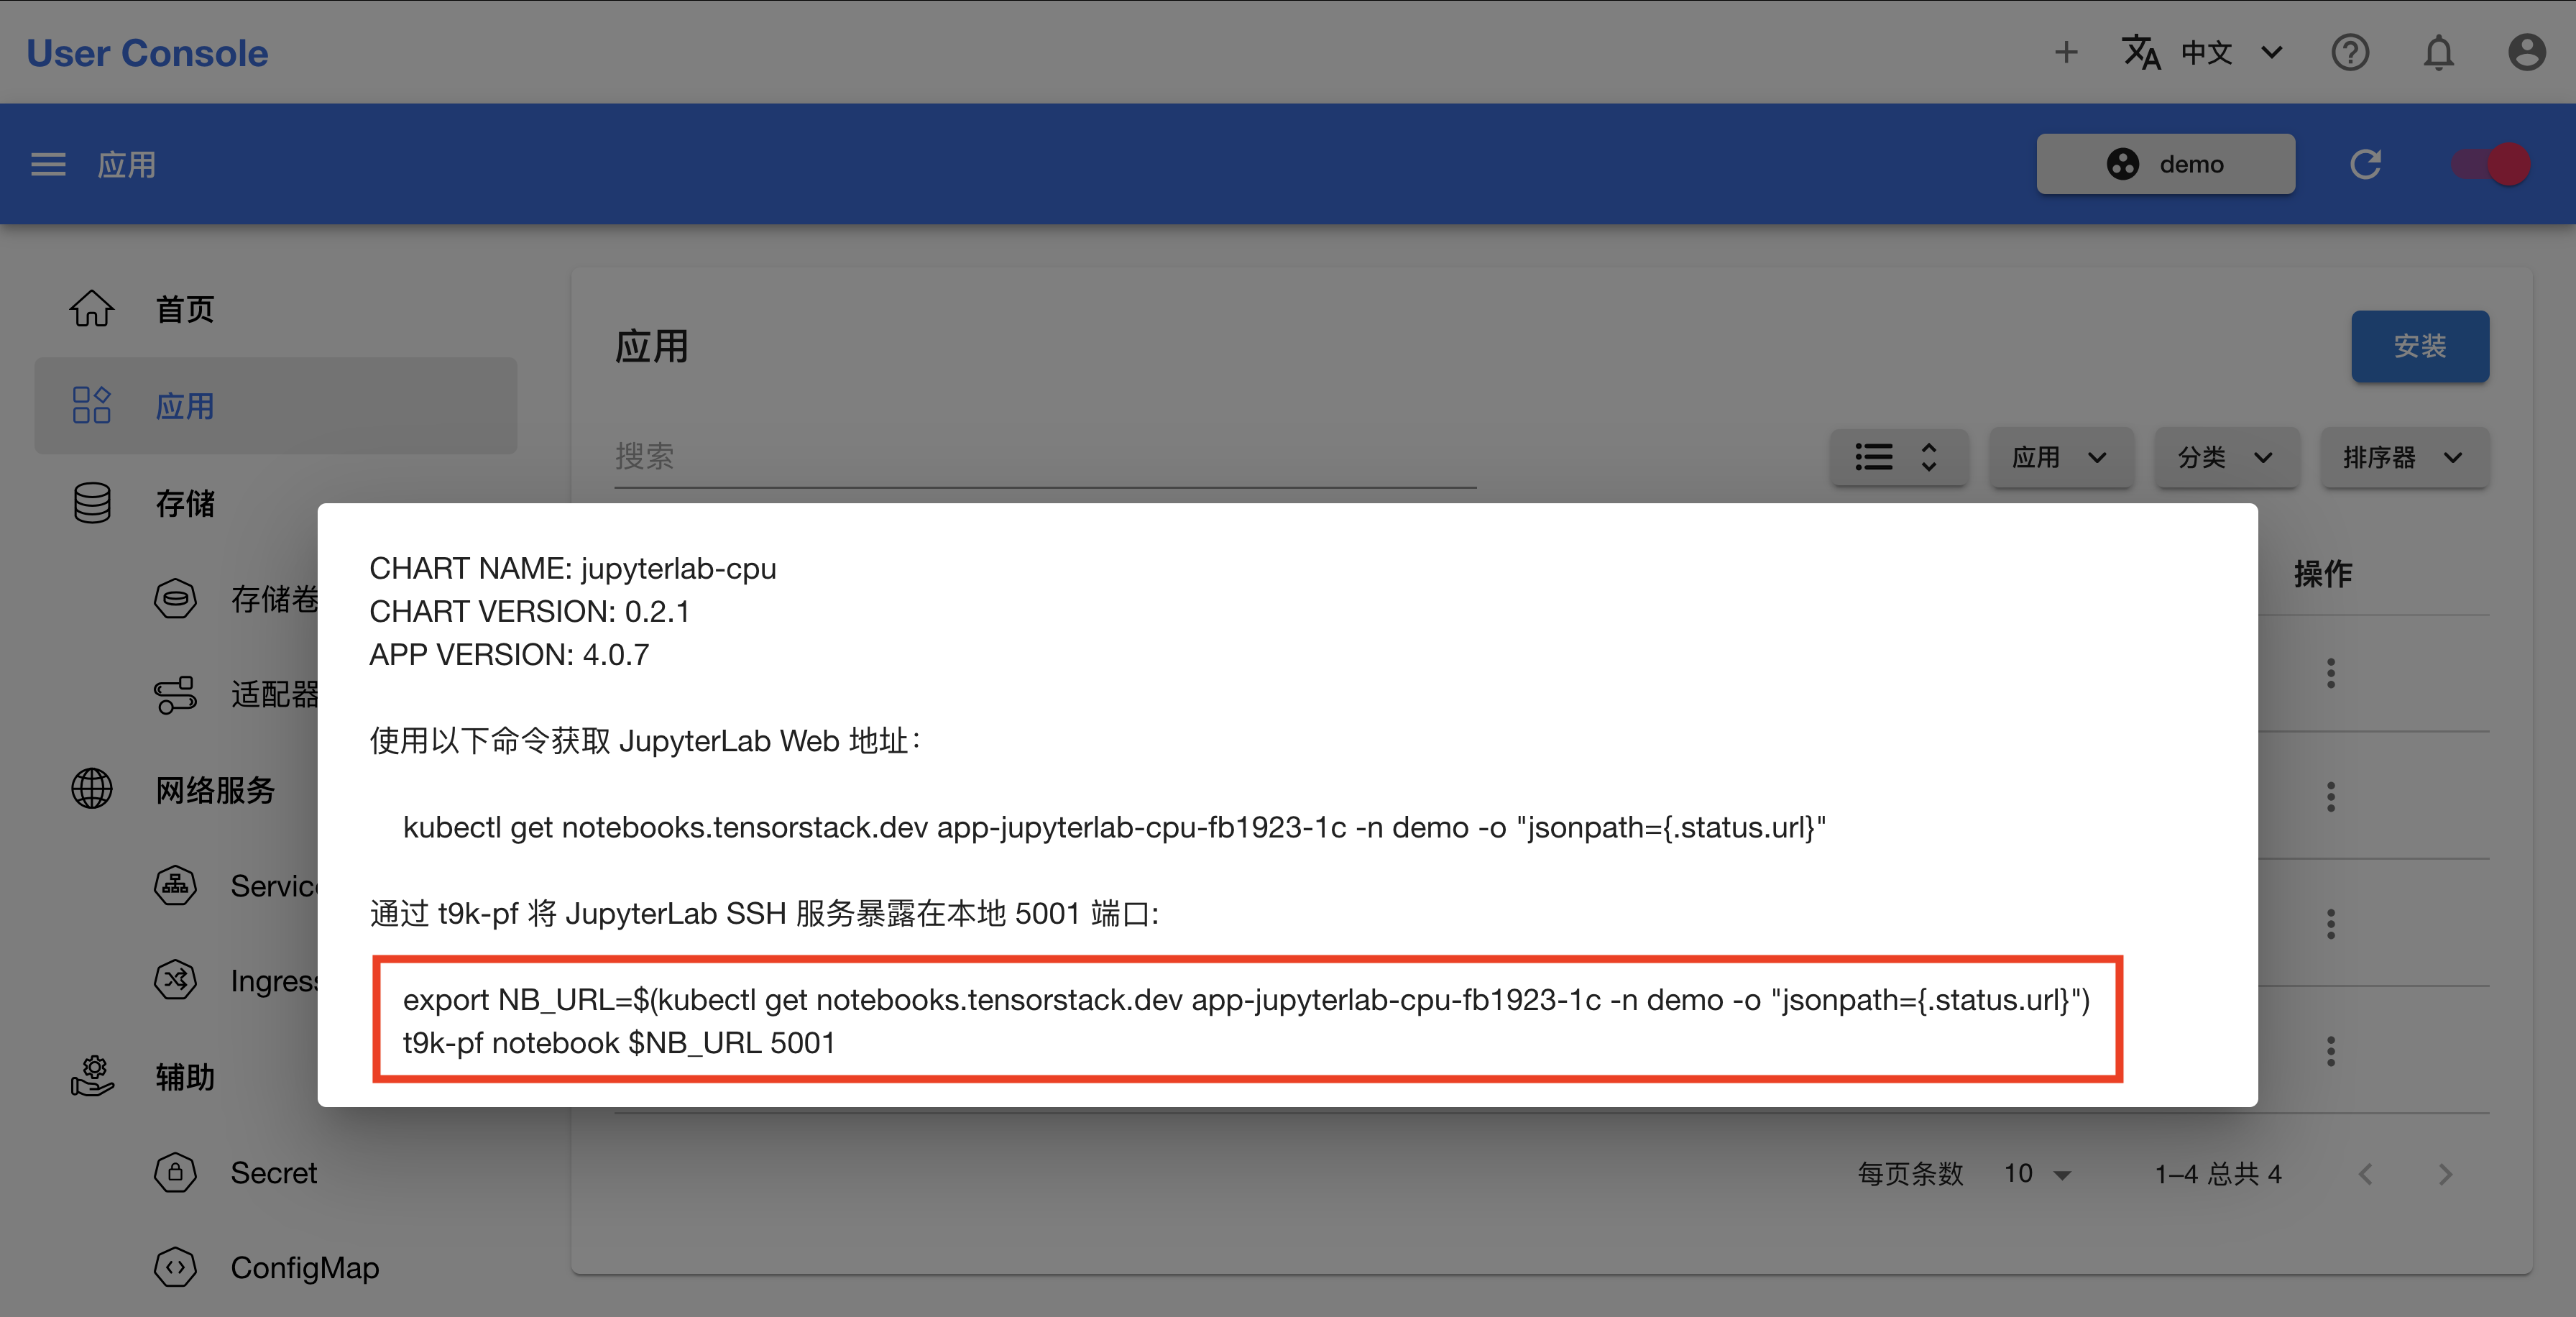 User Console
中文
应用
demo
首页
应用
存储
存储卷
适配器
网络服务
Ingress
辅助
Secret
ConfigMap
应用
安装
搜索
应用
分类
排序器
操作
CHART NAME: jupyterlab-cpu
CHART VERSION: 0.2.1
APP VERSION: 4.0.7
使用以下命令获取 JupyterLab Web 地址：
kubectl get notebooks.tensorstack.dev app-jupyterlab-cpu-fb1923-1c -n demo -o "jsonpath={.status.url}"
通过 t9k-pf 将 JupyterLab SSH 服务暴露在本地 5001 端口:
export NB_URL=$(kubectl get notebooks.tensorstack.dev app-jupyterlab-cpu-fb1923-1c -n demo -o "jsonpath={.status.url}")
t9k-pf notebook $NB_URL 5001
每页条数
10
1–4 总共 4